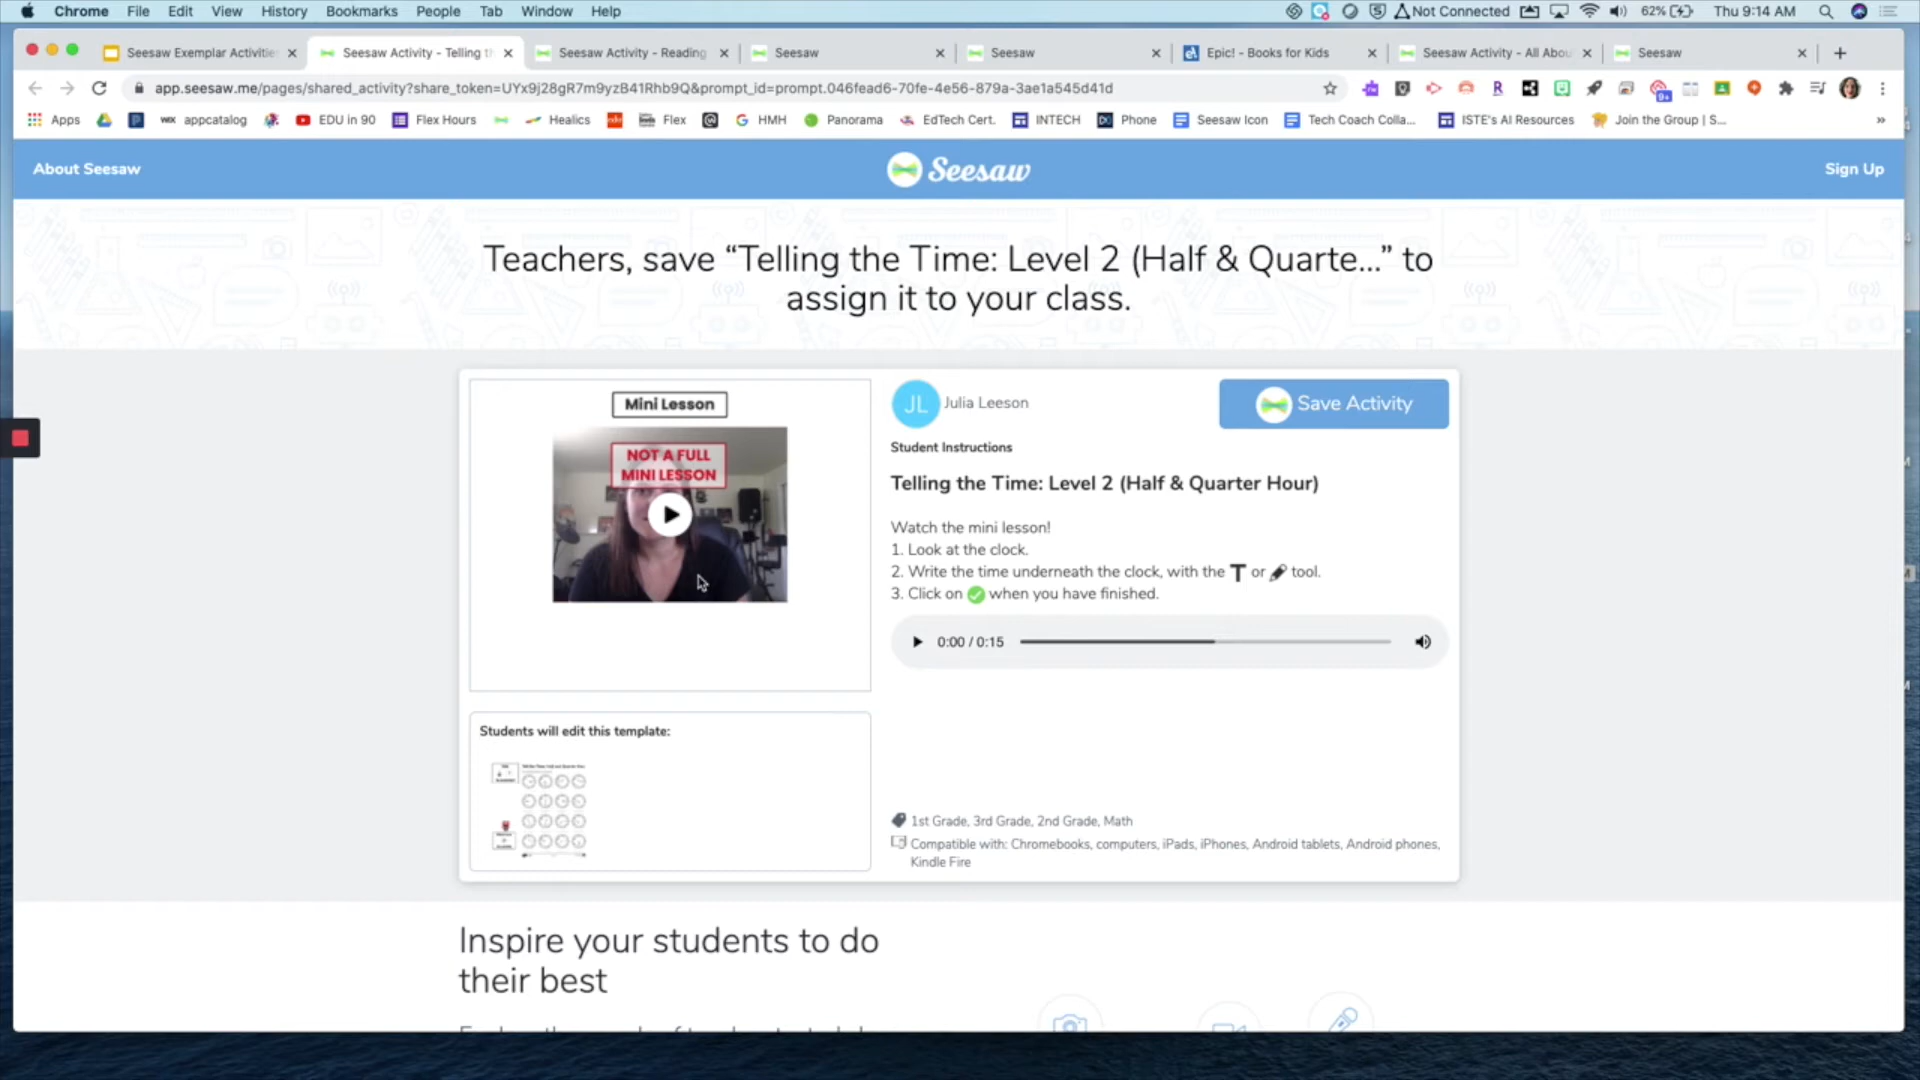 Chrome File Edit View History Bookmarks People Tab Window Help
Not Connected 62% Thu 9:14 AM
Seesaw Exemplar Activitie
Seesaw Activity - Telling th
Seesaw Activity - Reading
Seesaw
Seesaw
Epic! - Books for Kids
Seesaw Activity - All Abou
Seesaw
app.seesaw.me/pages/shared_activity?share_token=UYx9j28gR7m9yzB41Rhb9Q&prompt_id=prompt.046fead6-70fe-4e56-879a-3ae1a545d41d
Apps appcatalog EDU in 90 Flex Hours Healics Flex HMH Panorama EdTech Cert. INTECH Phone Seesaw Icon Tech Coach Colla... ISTE's AI Resources Join the Group | S... »
About Seesaw
Seesaw
Sign Up
Teachers, save “Telling the Time: Level 2 (Half & Quarte...” to
assign it to your class.
Mini Lesson
NOT A FULL
MINI LESSON
JL Julia Leeson
Save Activity
Student Instructions
Telling the Time: Level 2 (Half & Quarter Hour)
Watch the mini lesson!
1. Look at the clock.
2. Write the time underneath the clock, with the T or tool.
3. Click on when you have finished.
0:00 / 0:15
Students will edit this template:
1st Grade, 3rd Grade, 2nd Grade, Math
Compatible with: Chromebooks, computers, iPads, iPhones, Android tablets, Android phones,
Kindle Fire
Inspire your students to do
their best